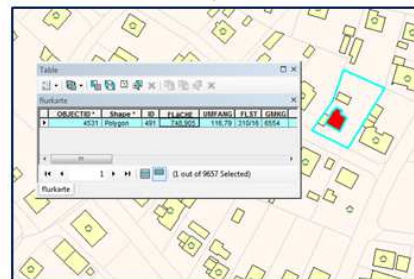 Table
flurkarte
OBJECTID * Shape * ID FLAECHE UMFANG FLST GMKG
4531 Polygon 491 748,905 116,79 310/16 6554
1 (1 out of 9657 Selected)
flurkarte